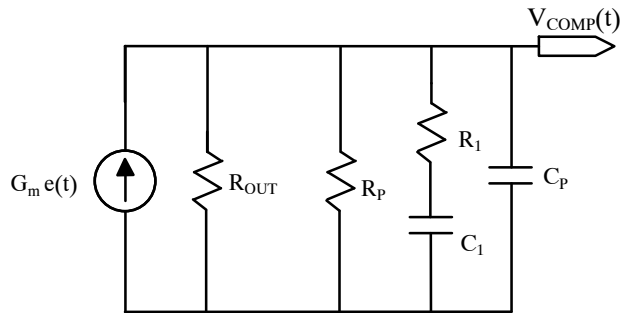 V_COMP(t)
G_m e(t)
R_OUT
R_P
R_1
C_1
C_P